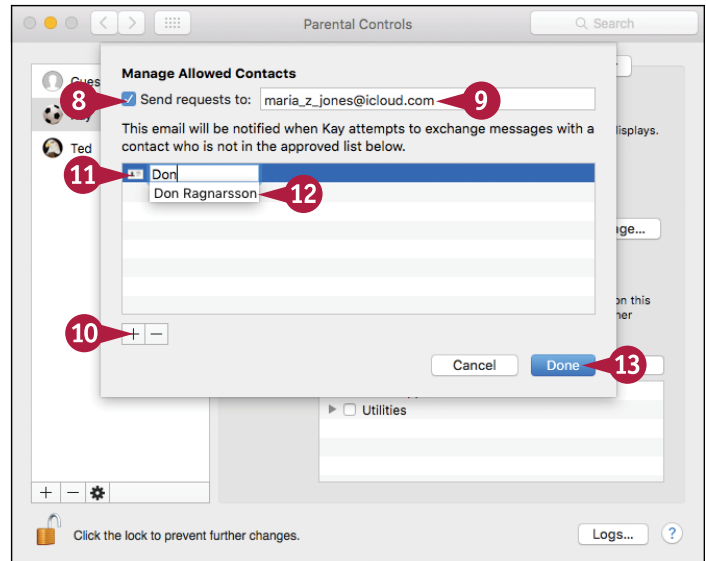 Parental Controls
Search
Manage Allowed Contacts
Gues
8
Send requests to:
maria_z_jones@icloud.com
9
This email will be notified when Kay attempts to exchange messages with a
isplays.
contact who is not in the approved list below.
Ted
11
Don
Don Ragnarsson
12
ge...
on this
ner
10
+ −
Cancel
Done
13
Utilities
+ −
Click the lock to prevent further changes.
Logs...
?